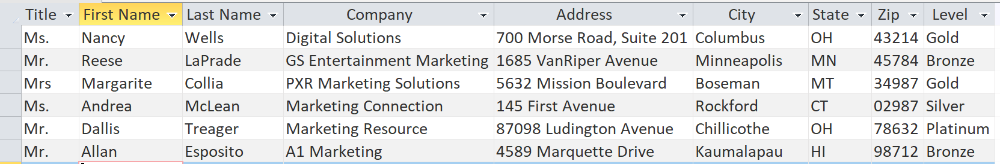 Title First Name Last Name Company Address City State Zip Level
Ms. Nancy Wells Digital Solutions 700 Morse Road, Suite 201 Columbus OH 43214 Gold
Mr. Reese LaPrade GS Entertainment Marketing 1685 VanRiper Avenue Minneapolis MN 45784 Bronze
Mrs Margarite Collia PXR Marketing Solutions 5632 Mission Boulevard Boseman MT 34987 Gold
Ms. Andrea McLean Marketing Connection 145 First Avenue Rockford CT 02987 Silver
Mr. Dallis Treager Marketing Resource 87098 Ludington Avenue Chillicothe OH 78632 Platinum
Mr. Allan Esposito A1 Marketing 4589 Marquette Drive Kaumalapau HI 98712 Bronze